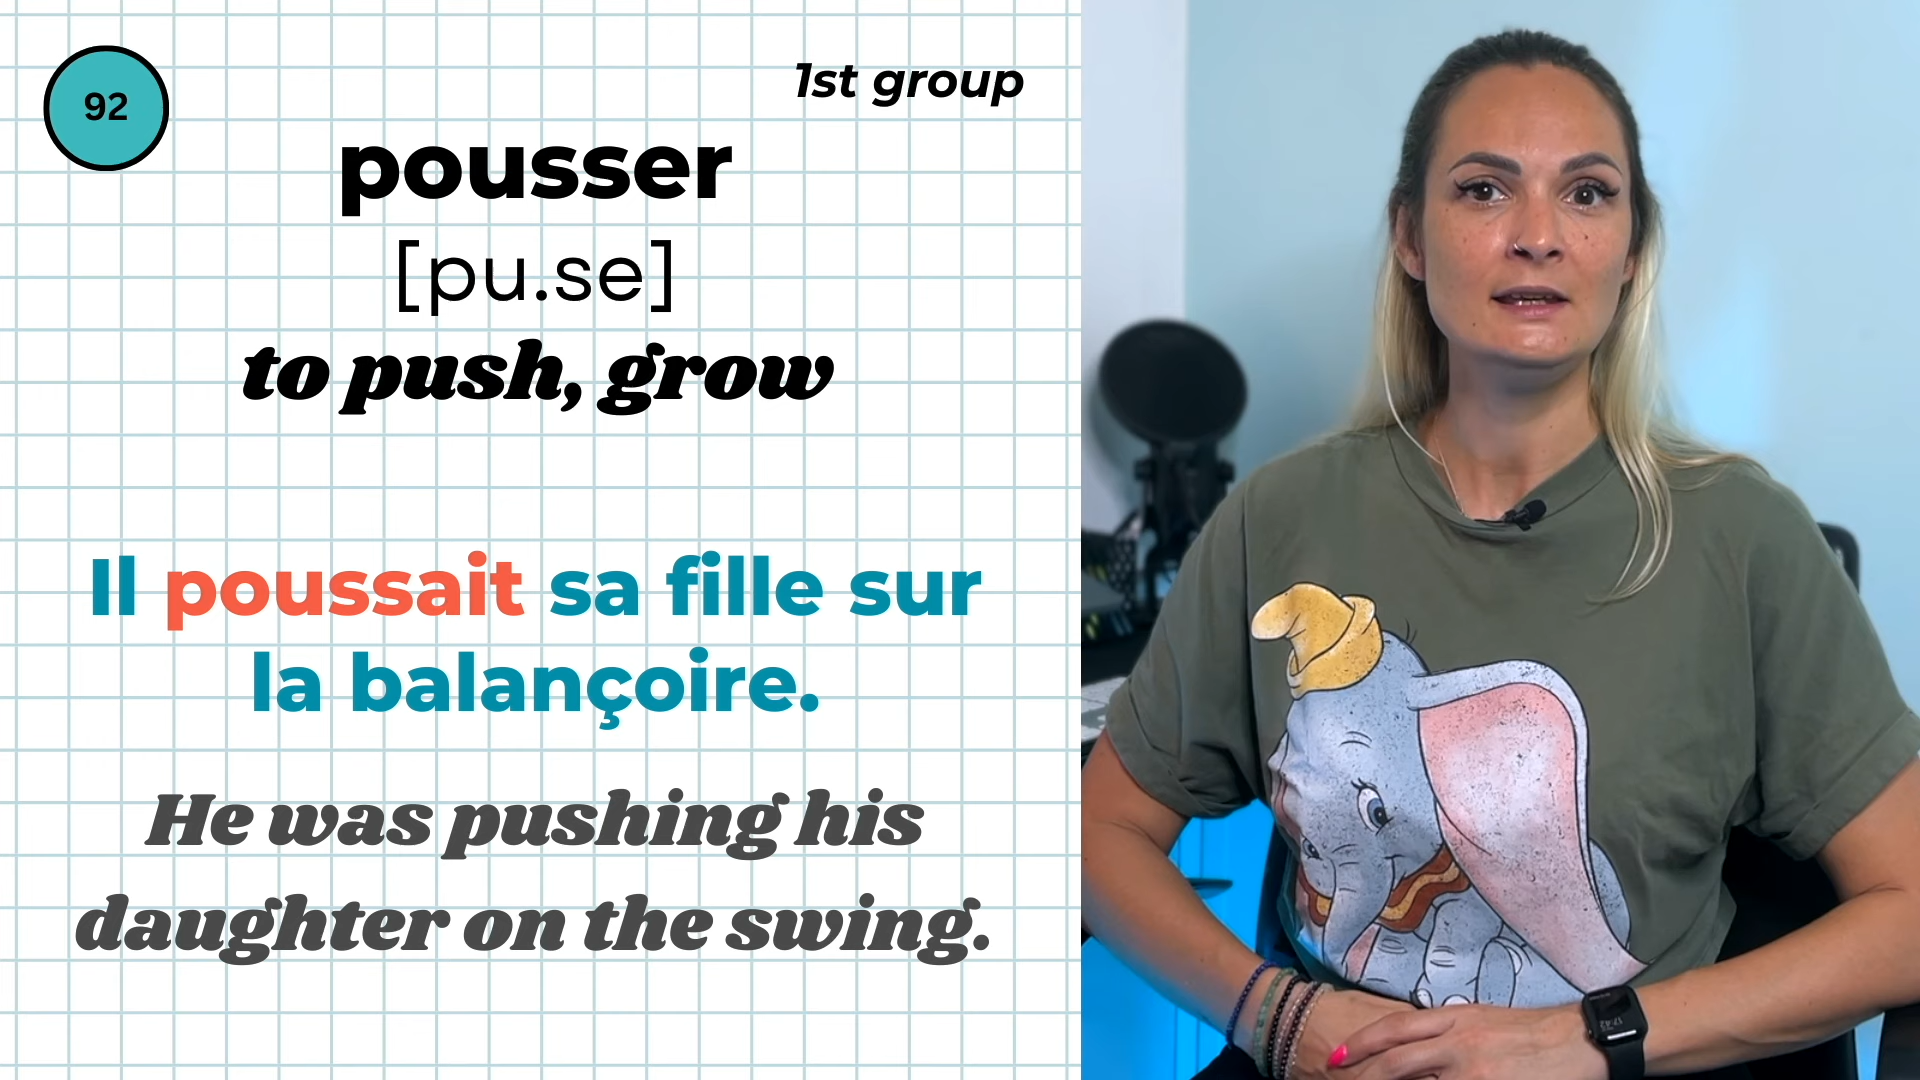 92
1st group
pousser
[pu.se]
to push, grow
Il poussait sa fille sur
la balançoire.
He was pushing his
daughter on the swing.